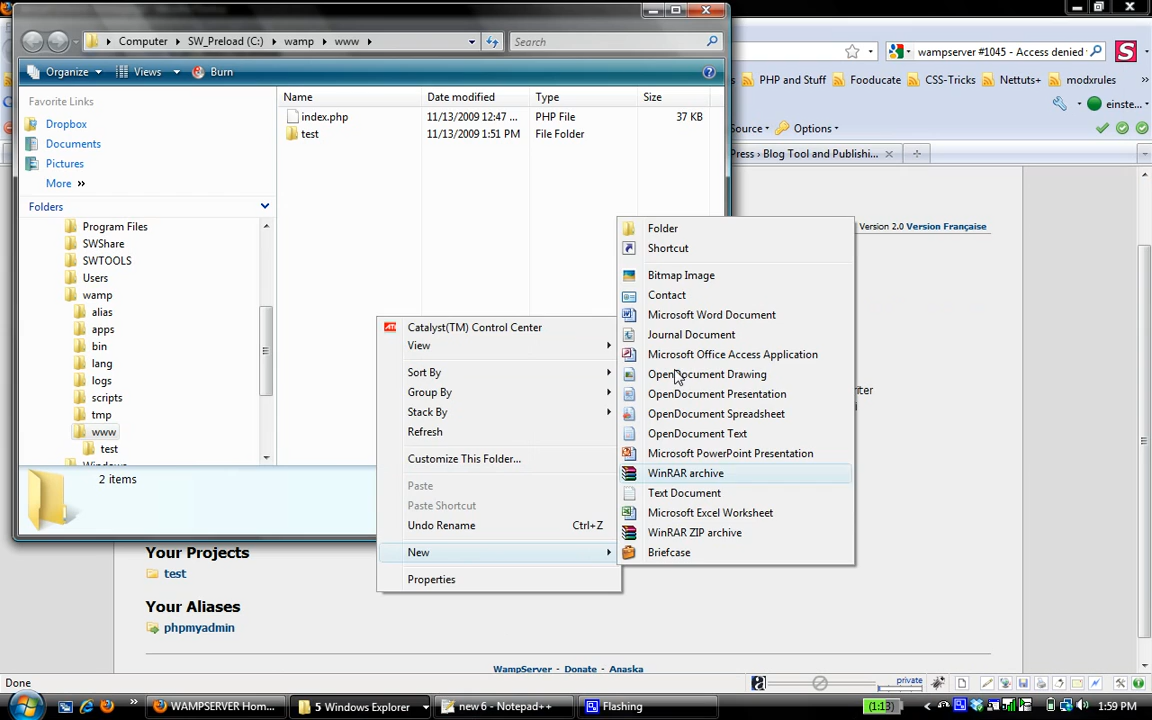 Computer
SW_Preload (C:)
wamp
www
Search
wampserver #1045 - Access denied
Organize
Views
Burn
PHP and Stuff
Fooducate
CSS-Tricks
Nettuts+
modxrules
Favorite Links
Name
Date modified
Type
Size
einste...
Dropbox
index.php
11/13/2009 12:47 ...
PHP File
37 KB
Source
Options
Documents
test
11/13/2009 1:51 PM
File Folder
Press › Blog Tool and Publishi...
Pictures
More
Folders
Program Files
SWShare
SWTOOLS
Users
wamp
alias
apps
bin
lang
logs
scripts
tmp
www
test
2 items
Version 2.0 Version Française
Catalyst(TM) Control Center
View
Sort By
Group By
Stack By
Refresh
Customize This Folder...
Paste
Paste Shortcut
Undo Rename Ctrl+Z
New
Properties
Folder
Shortcut
Bitmap Image
Contact
Microsoft Word Document
Journal Document
Microsoft Office Access Application
OpenDocument Drawing
OpenDocument Presentation
OpenDocument Spreadsheet
OpenDocument Text
Microsoft PowerPoint Presentation
WinRAR archive
Text Document
Microsoft Excel Worksheet
WinRAR ZIP archive
Briefcase
Your Projects
test
Your Aliases
phpmyadmin
WampServer - Donate - Anaska
Done
private
WAMPSERVER Hom...
5 Windows Explorer
new 6 - Notepad++
Flashing
(1:13)
1:59 PM